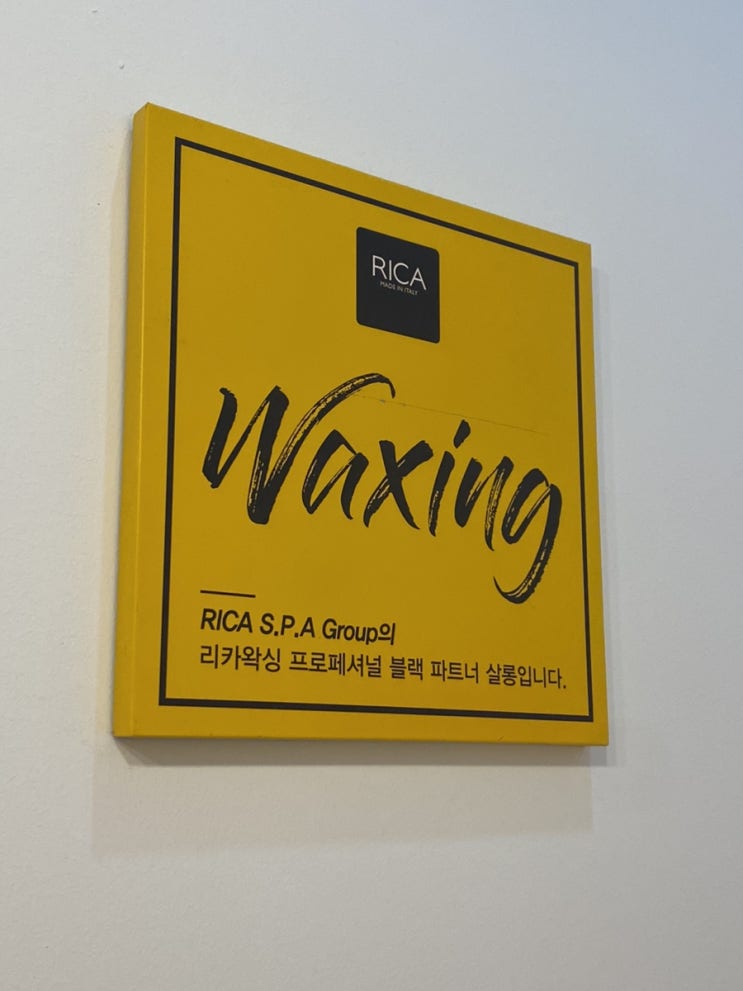 RICA
MADE IN ITALY
Waxing
RICA S.P.A Group의
리카왁싱 프로페셔널 블랙 파트너 살롱입니다.